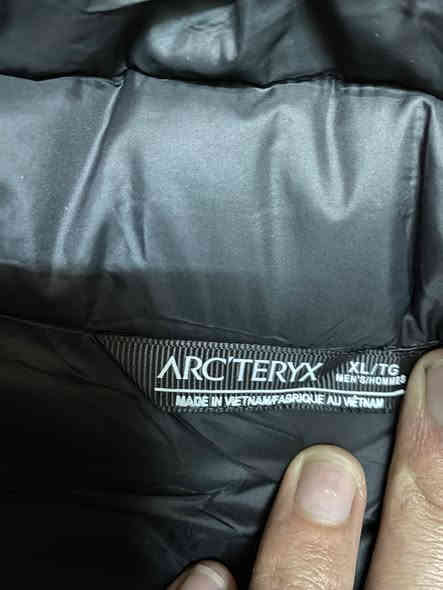 ARC'TERYX XL/TG
MEN'S/HOMMES
MADE IN VIETNAM/FABRIQUE AU VIETNAM